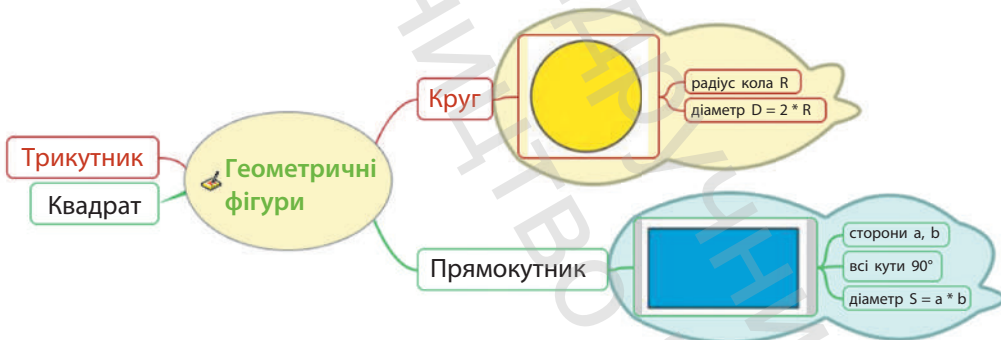 Трикутник
Квадрат
Геометричні
фігури
Круг
радіус кола R
діаметр D = 2 * R
Прямокутник
сторони a, b
всі кути 90°
діаметр S = a * b